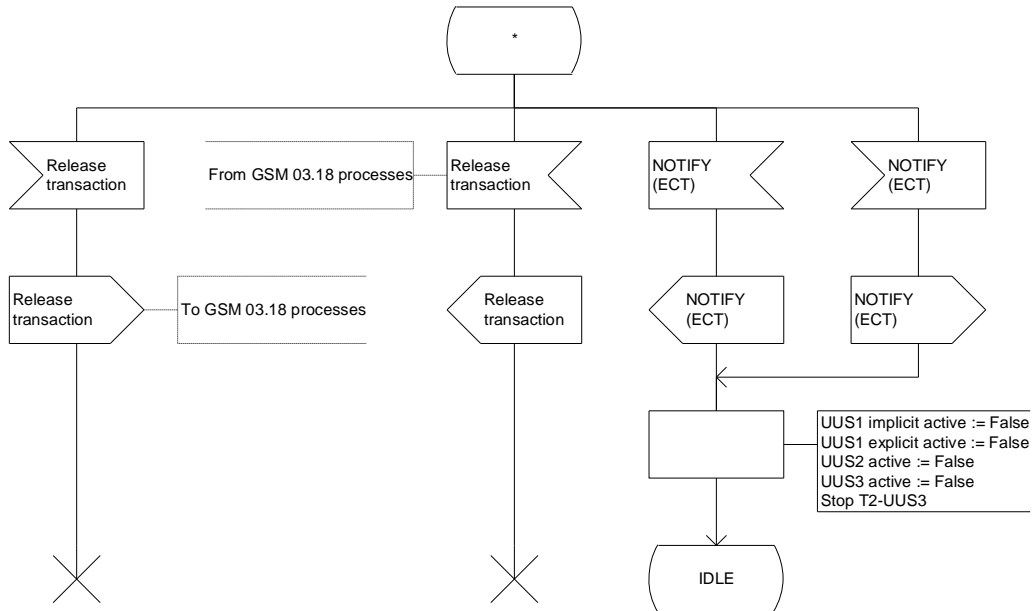 *
Release
transaction
From GSM 03.18 processes
Release
transaction
NOTIFY
(ECT)
NOTIFY
(ECT)
Release
transaction
To GSM 03.18 processes
Release
transaction
NOTIFY
(ECT)
NOTIFY
(ECT)
UUS1 implicit active := False
UUS1 explicit active := False
UUS2 active := False
UUS3 active := False
Stop T2-UUS3
IDLE